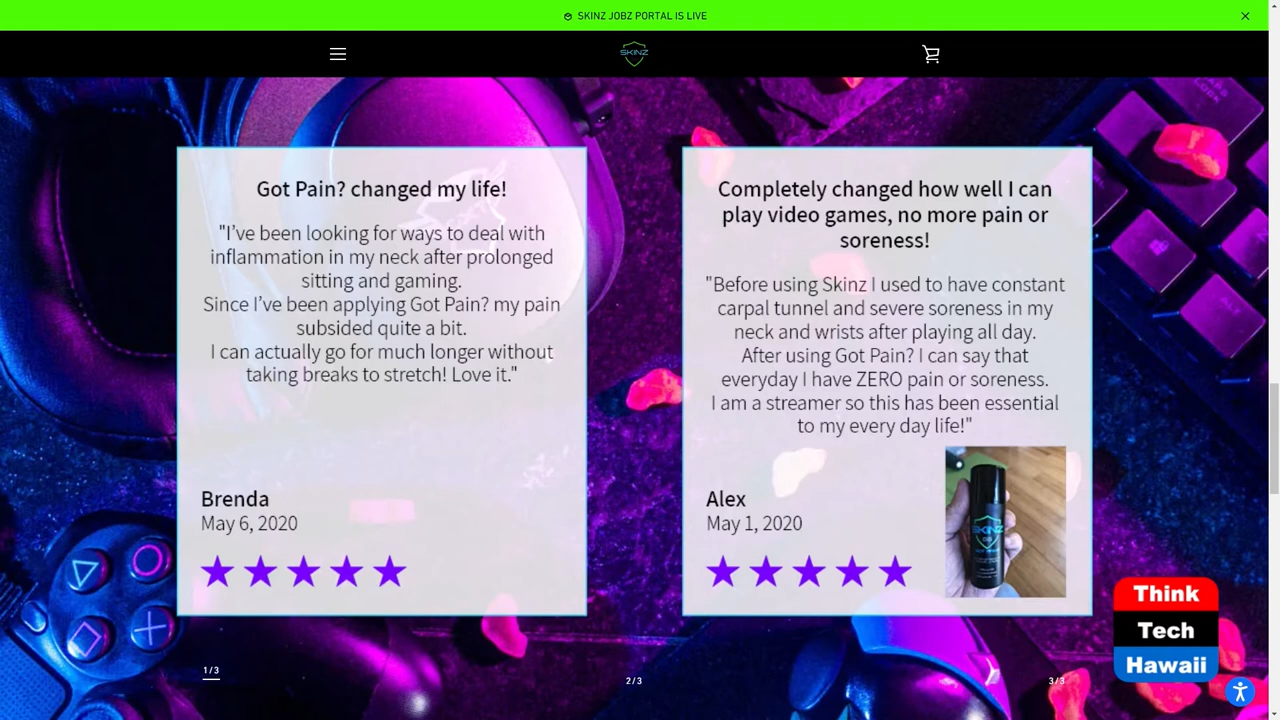 SKINZ JOBZ PORTAL IS LIVE
SKINZ
Got Pain? changed my life!
"I've been looking for ways to deal with
inflammation in my neck after prolonged
sitting and gaming.
Since I've been applying Got Pain? my pain
subsided quite a bit.
I can actually go for much longer without
taking breaks to stretch! Love it."
Brenda
May 6, 2020
Completely changed how well I can
play video games, no more pain or
soreness!
"Before using Skinz I used to have constant
carpal tunnel and severe soreness in my
neck and wrists after playing all day.
After using Got Pain? I can say that
everyday I have ZERO pain or soreness.
I am a streamer so this has been essential
to my every day life!"
Alex
May 1, 2020
SKINZ
1/3
2/3
3/3
Think
Tech
Hawaii